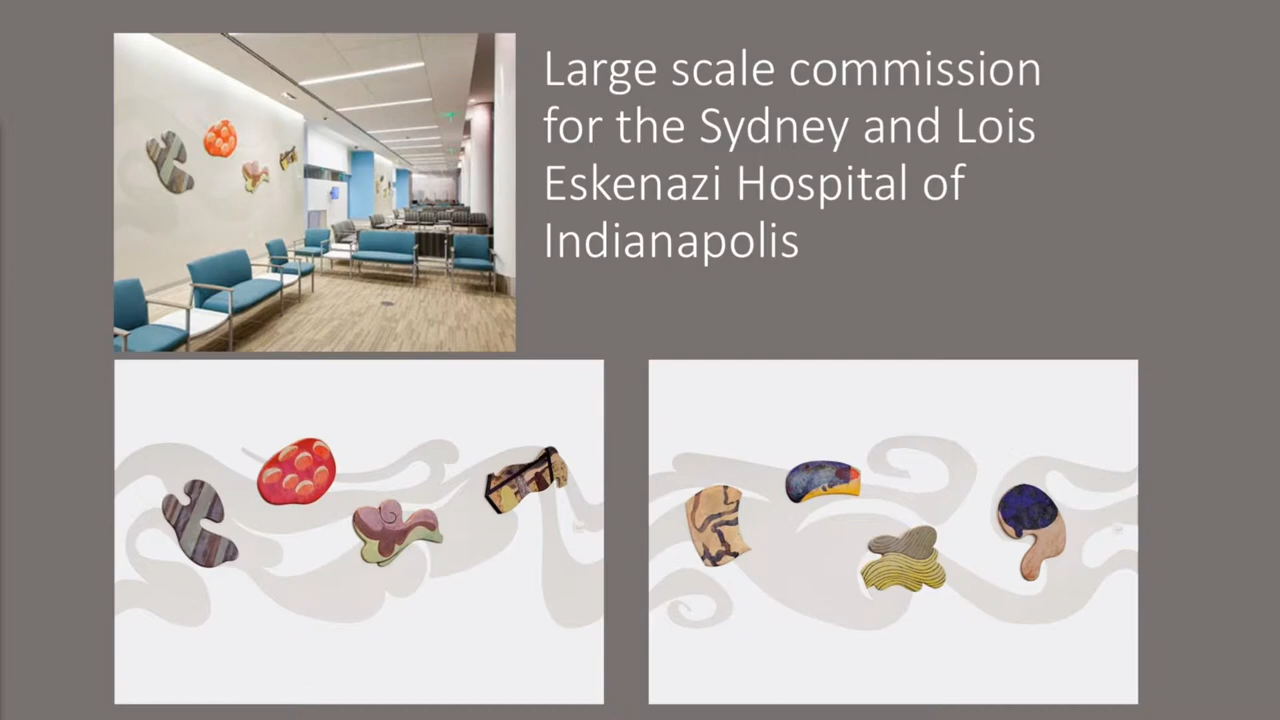 Large scale commission
for the Sydney and Lois
Eskenazi Hospital of
Indianapolis